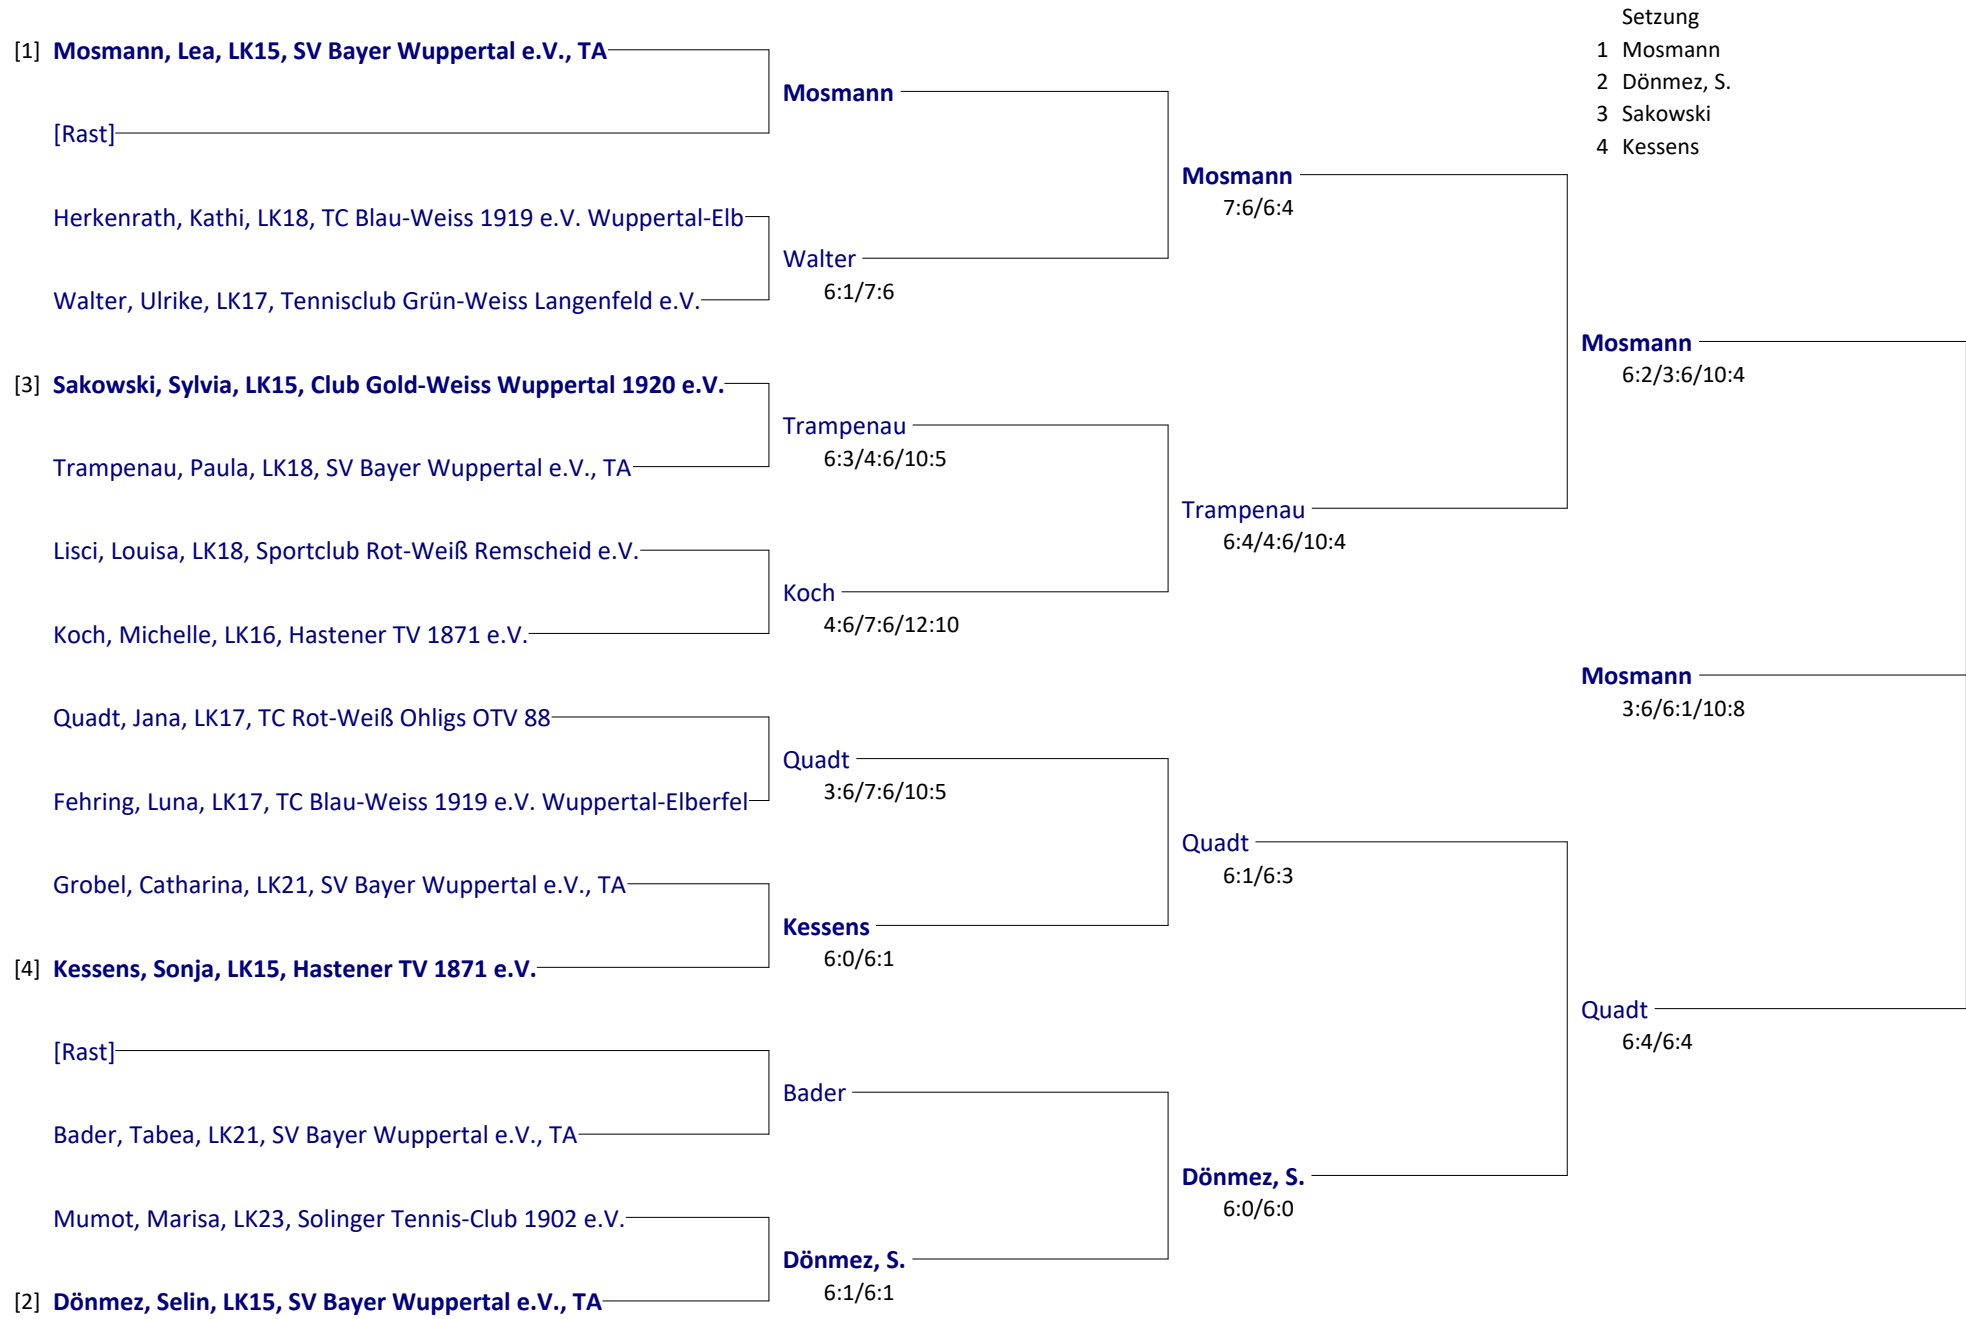 Setzung
1 Mosmann
2 Dönmez, S.
3 Sakowski
4 Kessens
[1] Mosmann, Lea, LK15, SV Bayer Wuppertal e.V., TA
[Rast]
Herkenrath, Kathi, LK18, TC Blau-Weiss 1919 e.V. Wuppertal-Elb
Walter, Ulrike, LK17, Tennisclub Grün-Weiss Langenfeld e.V.
[3] Sakowski, Sylvia, LK15, Club Gold-Weiss Wuppertal 1920 e.V.
Trampenau, Paula, LK18, SV Bayer Wuppertal e.V., TA
Lisci, Louisa, LK18, Sportclub Rot-Weiß Remscheid e.V.
Koch, Michelle, LK16, Hastener TV 1871 e.V.
Quadt, Jana, LK17, TC Rot-Weiß Ohligs OTV 88
Fehring, Luna, LK17, TC Blau-Weiss 1919 e.V. Wuppertal-Elberfel
Grobel, Catharina, LK21, SV Bayer Wuppertal e.V., TA
[4] Kessens, Sonja, LK15, Hastener TV 1871 e.V.
[Rast]
Bader, Tabea, LK21, SV Bayer Wuppertal e.V., TA
Mumot, Marisa, LK23, Solinger Tennis-Club 1902 e.V.
[2] Dönmez, Selin, LK15, SV Bayer Wuppertal e.V., TA
Mosmann
Walter
6:1/7:6
Trampenau
6:3/4:6/10:5
Koch
4:6/7:6/12:10
Quadt
3:6/7:6/10:5
Kessens
6:0/6:1
Bader
Dönmez, S.
6:1/6:1
Mosmann
7:6/6:4
Trampenau
6:4/4:6/10:4
Quadt
6:1/6:3
Dönmez, S.
6:0/6:0
Mosmann
6:2/3:6/10:4
Mosmann
3:6/6:1/10:8
Quadt
6:4/6:4